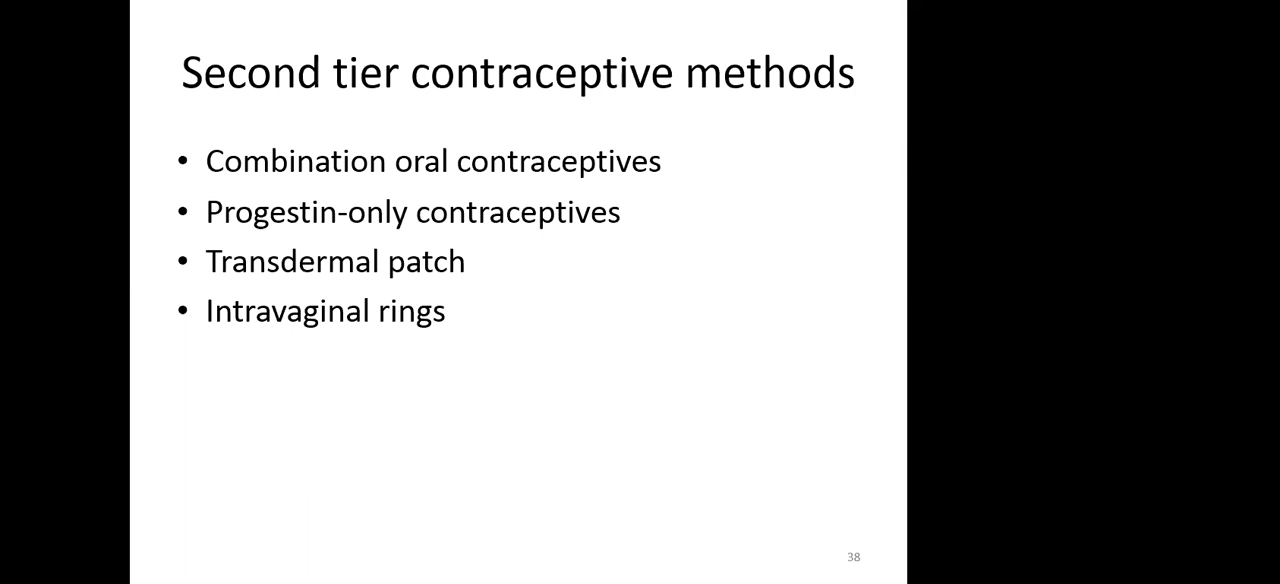 Second tier contraceptive methods
• Combination oral contraceptives
• Progestin-only contraceptives
• Transdermal patch
• Intravaginal rings
38